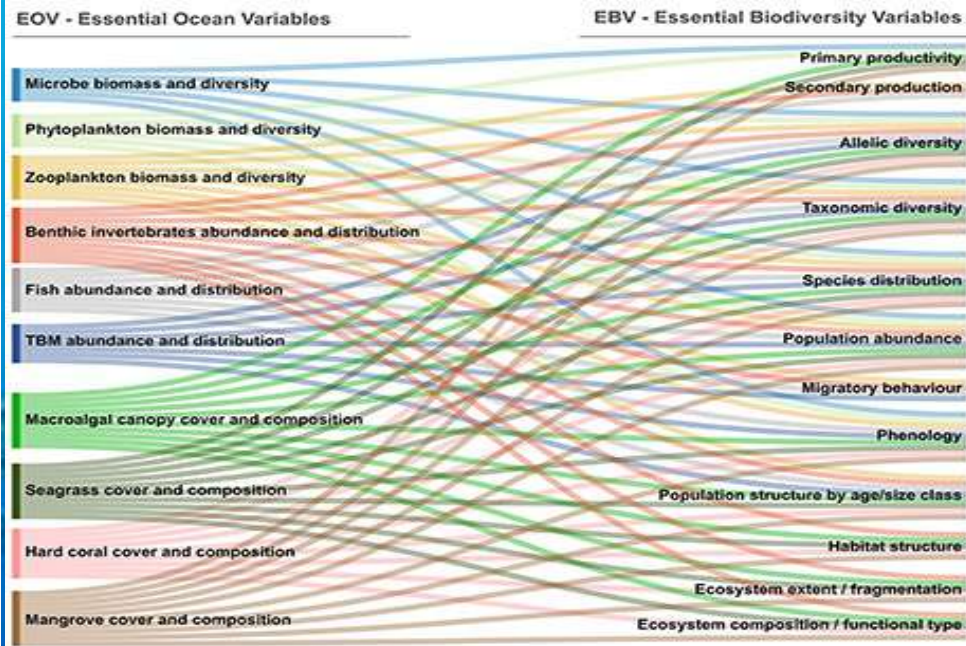 EOV - Essential Ocean Variables
Microbe biomass and diversity
Phytoplankton biomass and diversity
Zooplankton biomass and diversity
Benthic invertebrates abundance and distribution
Fish abundance and distribution
TBM abundance and distribution
Macroalgal canopy cover and composition
Seagrass cover and composition
Hard coral cover and composition
Mangrove cover and composition
EBV - Essential Biodiversity Variables
Primary productivity
Secondary production
Allelic diversity
Taxonomic diversity
Species distribution
Population abundance
Migratory behaviour
Phenology
Population structure by age/size class
Habitat structure
Ecosystem extent / fragmentation
Ecosystem composition / functional type